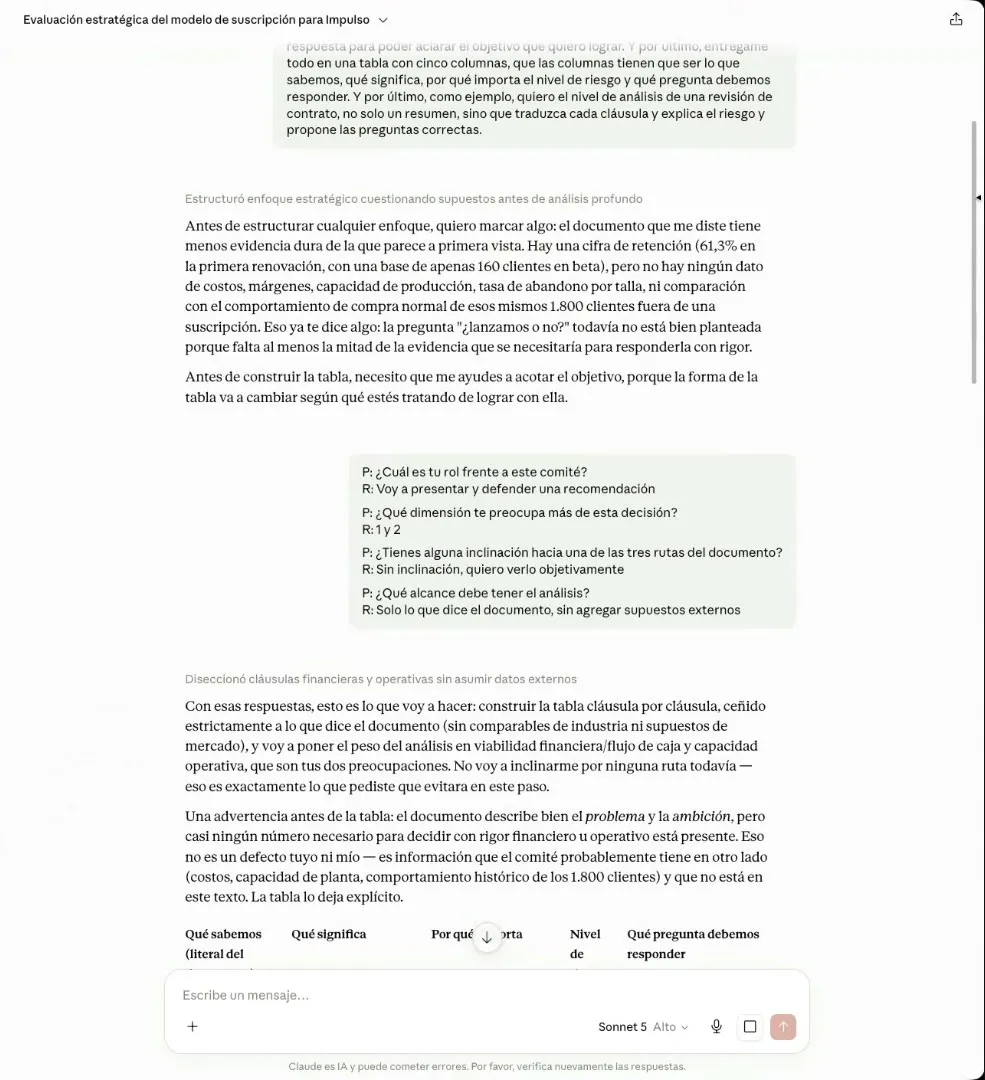 Evaluación estratégica del modelo de suscripción para Impulso
respuesta para poder aclarar el objetivo que quiero lograr. Y por último, entrégame
todo en una tabla con cinco columnas, que las columnas tienen que ser lo que
sabemos, qué significa, por qué importa el nivel de riesgo y qué pregunta debemos
responder. Y por último, como ejemplo, quiero el nivel de análisis de una revisión de
contrato, no solo un resumen, sino que traduzca cada cláusula y explica el riesgo y
propone las preguntas correctas.
Estructuró enfoque estratégico cuestionando supuestos antes de análisis profundo
Antes de estructurar cualquier enfoque, quiero marcar algo: el documento que me diste tiene
menos evidencia dura de la que parece a primera vista. Hay una cifra de retención (61,3% en
la primera renovación, con una base de apenas 160 clientes en beta), pero no hay ningún dato
de costos, márgenes, capacidad de producción, tasa de abandono por talla, ni comparación
con el comportamiento de compra normal de esos mismos 1.800 clientes fuera de una
suscripción. Eso ya te dice algo: la pregunta "¿lanzamos o no?" todavía no está bien planteada
porque falta al menos la mitad de la evidencia que se necesitaría para responderla con rigor.
Antes de construir la tabla, necesito que me ayudes a acotar el objetivo, porque la forma de la
tabla va a cambiar según qué estés tratando de lograr con ella.
P: ¿Cuál es tu rol frente a este comité?
R: Voy a presentar y defender una recomendación
P: ¿Qué dimensión te preocupa más de esta decisión?
R: 1 y 2
P: ¿Tienes alguna inclinación hacia una de las tres rutas del documento?
R: Sin inclinación, quiero verlo objetivamente
P: ¿Qué alcance debe tener el análisis?
R: Solo lo que dice el documento, sin agregar supuestos externos
Diseccionó cláusulas financieras y operativas sin asumir datos externos
Con esas respuestas, esto es lo que voy a hacer: construir la tabla cláusula por cláusula, ceñido
estrictamente a lo que dice el documento (sin comparables de industria ni supuestos de
mercado), y voy a poner el peso del análisis en viabilidad financiera/flujo de caja y capacidad
operativa, que son tus dos preocupaciones. No voy a inclinarme por ninguna ruta todavía —
eso es exactamente lo que pediste que evitara en este paso.
Una advertencia antes de la tabla: el documento describe bien el problema y la ambición, pero
casi ningún número necesario para decidir con rigor financiero u operativo está presente. Eso
no es un defecto tuyo ni mío — es información que el comité probablemente tiene en otro lado
(costos, capacidad de planta, comportamiento histórico de los 1.800 clientes) y que no está en
este texto. La tabla lo deja explícito.
Qué sabemos Qué significa Por qué Nivel Qué pregunta debemos
(literal del de responder
Escribe un mensaje...
Sonnet 5 Alto
Claude es IA y puede cometer errores. Por favor, verifica nuevamente las respuestas.